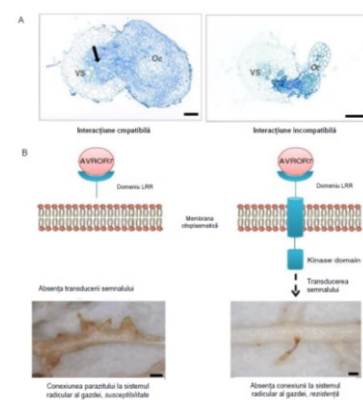 A
VS
Oc
VS
Oc
Interacțiune cmpatibilă
Interacțiune incompatibilă
B
AVROR7
Domeniu LRR
AVROR7
Domeniu LRR
Membrana
citoplasmatică
Kinase domain
Transducerea
semnalului
Absența transducerii semnalului
Conexiunea parazitului la sistemul
radicular al gazdei, susceptibilitate
Absența conexiunii la sistemul
radicular al gazdei, rezistență